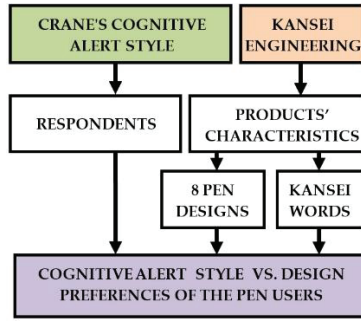 CRANE'S COGNITIVE
ALERT STYLE
KANSEI
ENGINEERING
RESPONDENTS
PRODUCTS'
CHARACTERISTICS
8 PEN
DESIGNS
KANSEI
WORDS
COGNITIVE ALERT STYLE VS. DESIGN
PREFERENCES OF THE PEN USERS